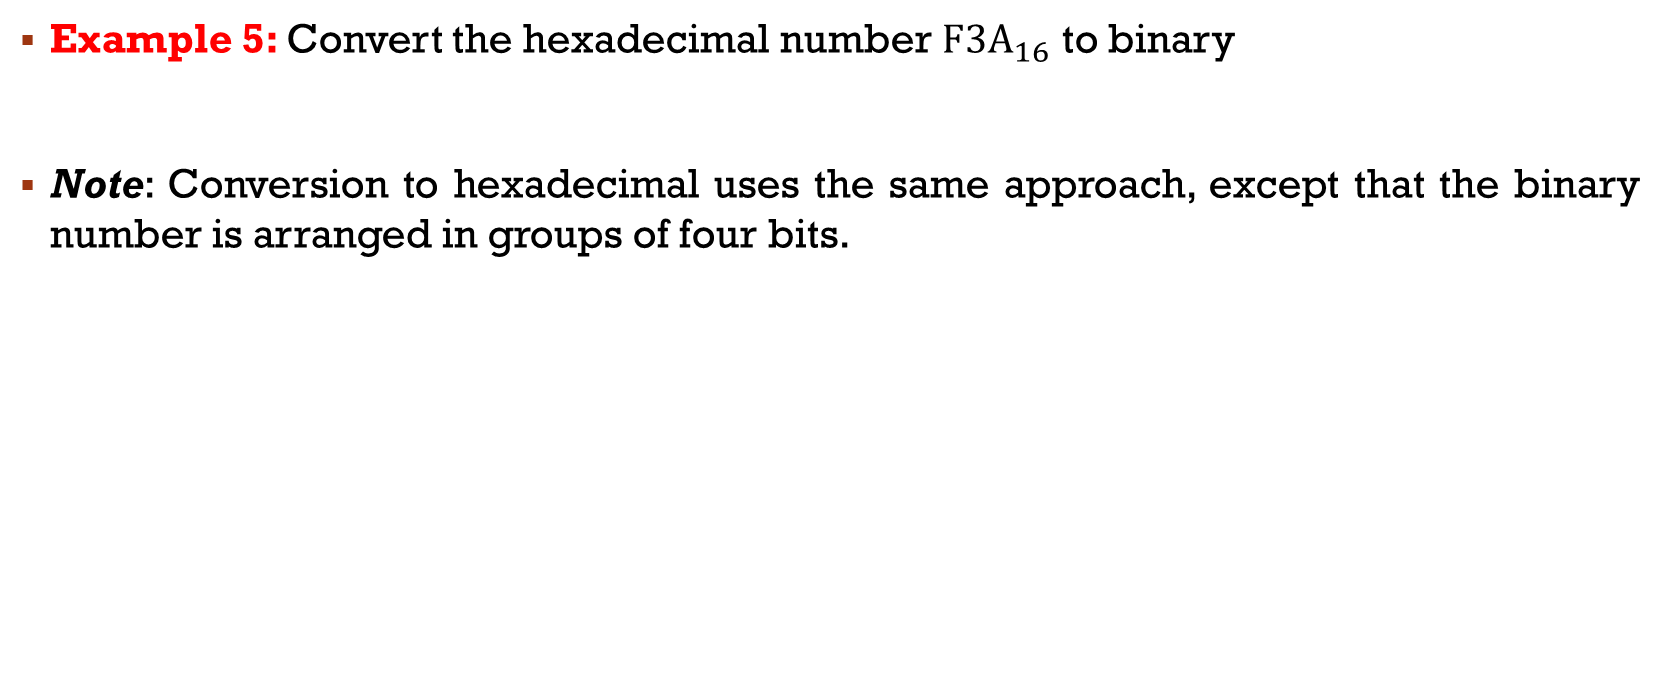 ▪ Example 5: Convert the hexadecimal number F3A₁₆ to binary
▪ Note: Conversion to hexadecimal uses the same approach, except that the binary
number is arranged in groups of four bits.